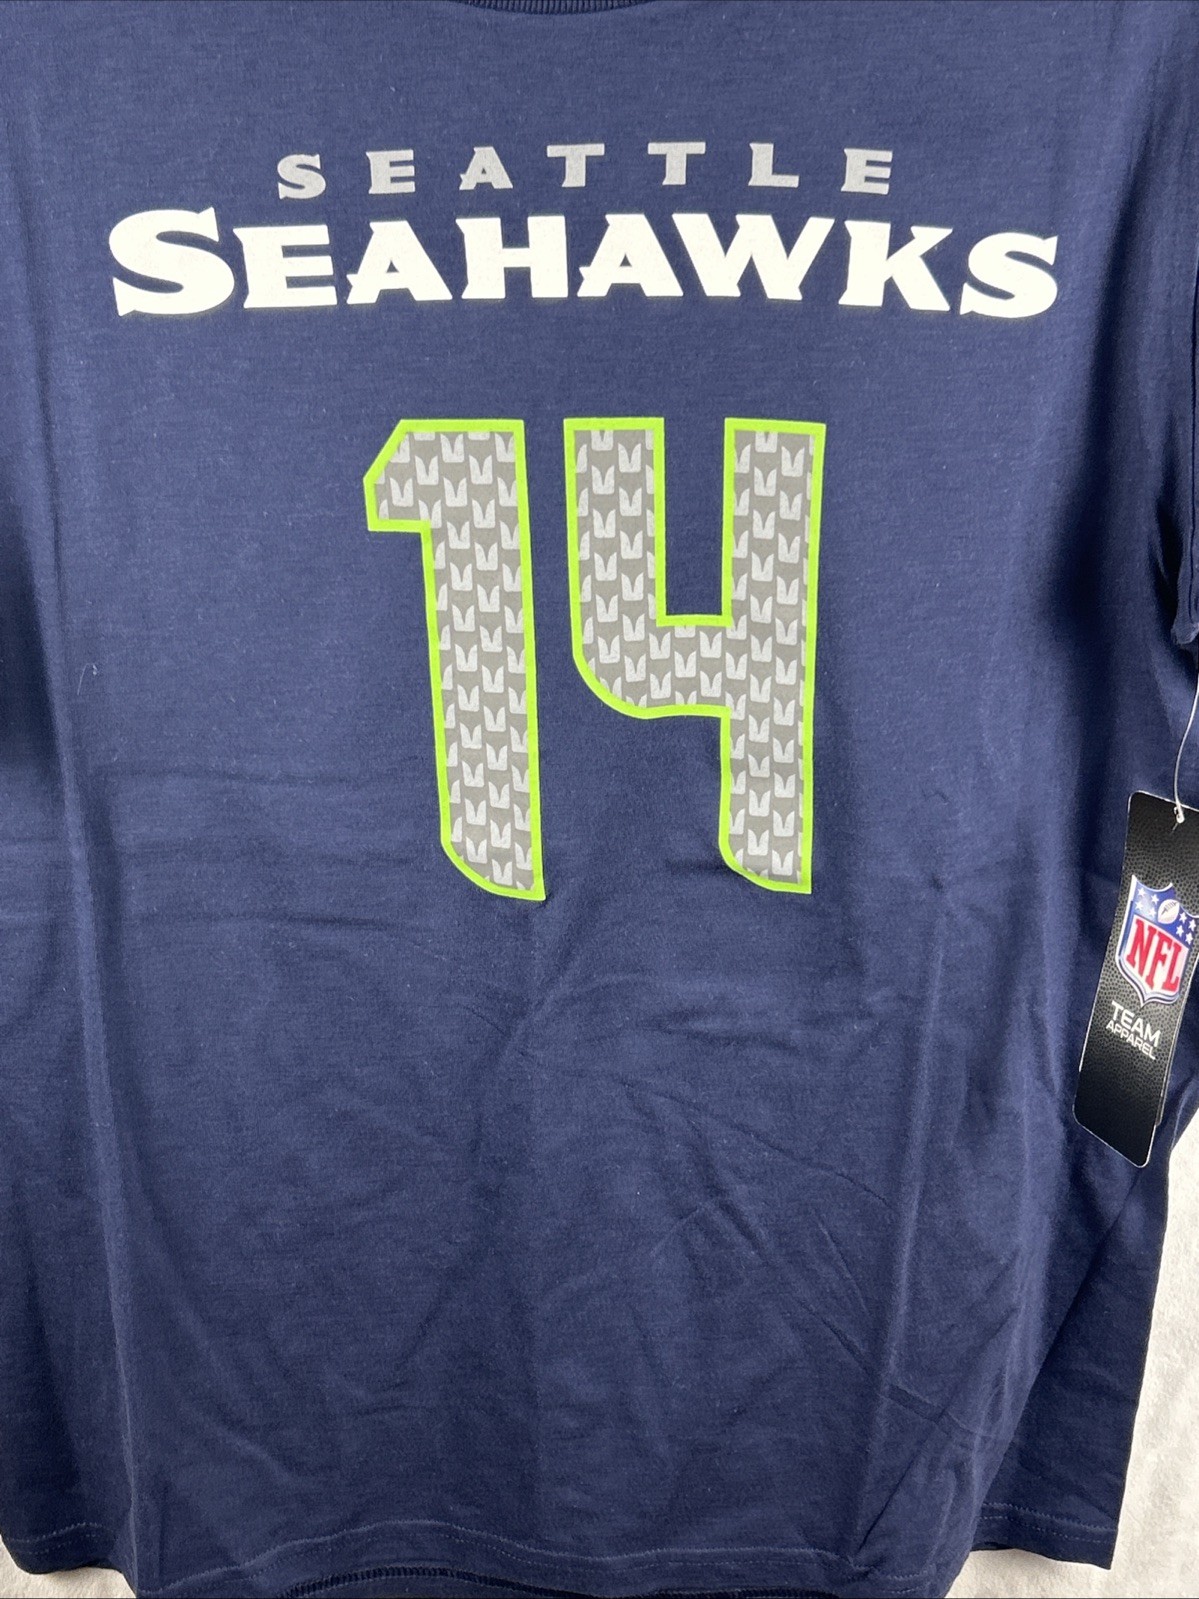 SEATTLE
SEAHAWKS
14
NFL
TEAM
APPAREL